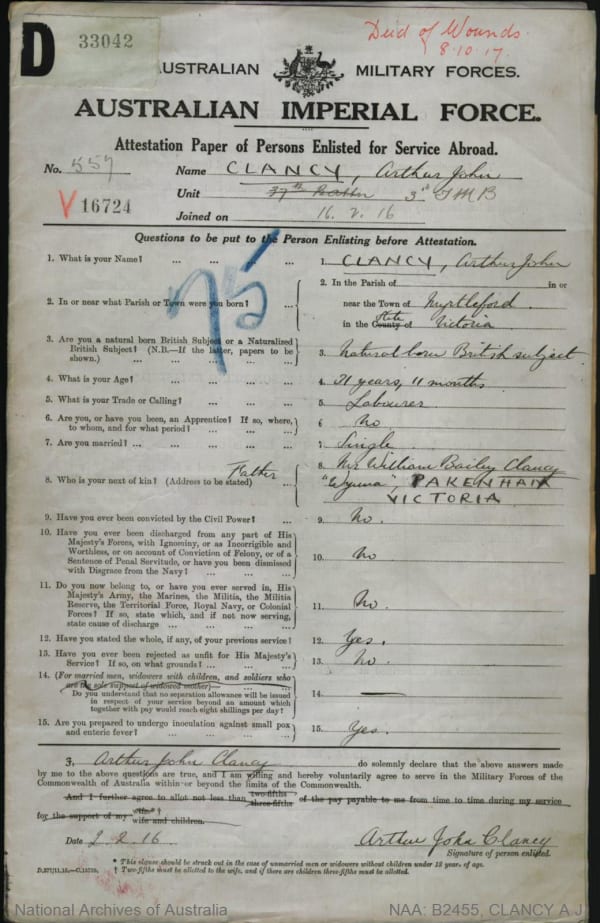 Died of Wounds
8.10.17.
D
33042
AUSTRALIAN MILITARY FORCES.
AUSTRALIAN IMPERIAL FORCE.
Attestation Paper of Persons Enlisted for Service Abroad.
No. 557 Name CLANCY, Arthur John
Unit 37th Battn 3rd T M B
V 16724
Joined on 16. 2. 16
Questions to be put to the Person Enlisting before Attestation.
1. What is your Name? ... ... ... ... 1. CLANCY, Arthur John
2. In or near what Parish or Town were you born? ... 2. In the Parish of in or
near the Town of Myrtleford
in the County of State Victoria
75
3. Are you a natural born British Subject or a Naturalized
British Subject? (N.B.—If the latter, papers to be
shown.) ... ... ... 3. Natural born British subject
4. What is your Age? ... ... ... ... 4. 21 years, 11 months
5. What is your Trade or Calling? ... ... ... 5. Labourer
6. Are you, or have you been, an Apprentice? If so, where,
to whom, and for what period? ... ... ... 6 No
7. Are you married? ... ... ... ... ... 7. Single
8. Who is your next of kin? (Address to be stated) ... Father 8. Mr William Bailey Clancy
PAKENHAM
VICTORIA
9. Have you ever been convicted by the Civil Power? ... 9. No.
10. Have you ever been discharged from any part of His
Majesty's Forces, with Ignominy, or as Incorrigible and
Worthless, or on account of Conviction of Felony, or of a
Sentence of Penal Servitude, or have you been dismissed
with Disgrace from the Navy? ... ... ... 10. No
11. Do you now belong to, or have you ever served in, His
Majesty's Army, the Marines, the Militia, the Militia
Reserve, the Territorial Force, Royal Navy, or Colonial
Forces? If so, state which, and if not now serving,
state cause of discharge ... ... ... 11. No.
12. Have you stated the whole, if any, of your previous service? 12. Yes.
13. Have you ever been rejected as unfit for His Majesty's
Service? If so, on what grounds? ... ... ... 13. No.
14. (For married men, widowers with children, and soldiers who
are the sole support of widowed mother)—
Do you understand that no separation allowance will be issued
in respect of your service beyond an amount which
together with pay would reach eight shillings per day? 14. —
15. Are you prepared to undergo inoculation against small pox
and enteric fever? ... ... ... ... 15. Yes.
I, Arthur John Clancy do solemnly declare that the above answers made
by me to the above questions are true, and I am willing and hereby voluntarily agree to serve in the Military Forces of the
Commonwealth of Australia within or beyond the limits of the Commonwealth.
And I further agree to allot not less than two-fifths three-fifths of the pay payable to me from time to time during my service
for the support of my wife*† wife and children.
Date 2.2.16. Arthur John Clancy
Signature of person enlisted.
* This clause should be struck out in the case of unmarried men or widowers without children under 18 years of age.
† Two-fifths must be allotted to the wife, and if there are children three-fifths must be allotted.
National Archives of Australia NAA: B2455, CLANCY A J